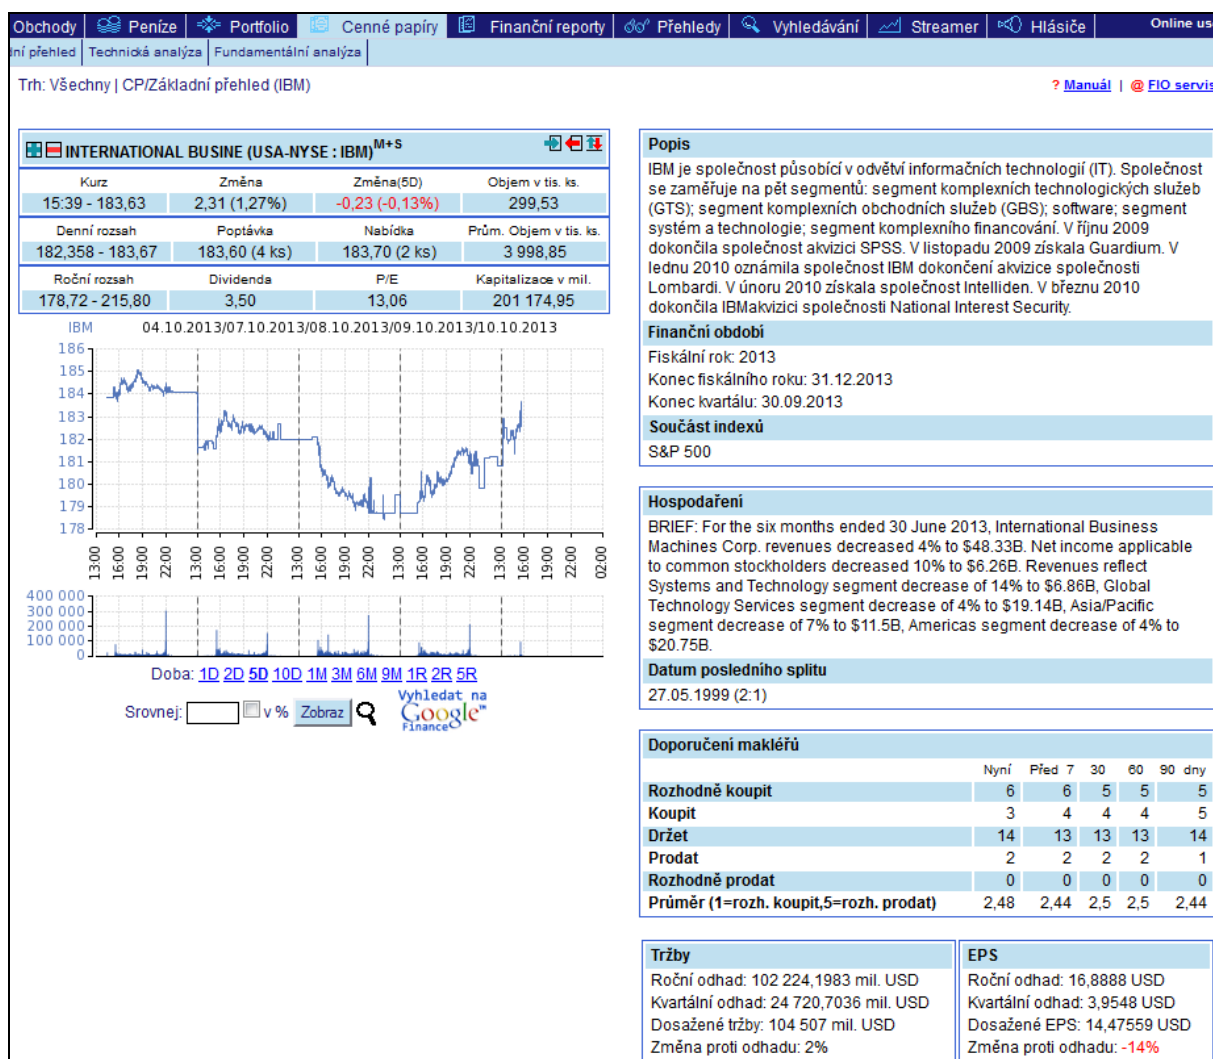 Obchody Peníze Portfolio Cenné papíry Finanční reporty Přehledy Vyhledávání Streamer Hlásiče Online us
ní přehled Technická analýza Fundamentální analýza
Trh: Všechny | CP/Základní přehled (IBM)
? Manuál | @ FIO servis
INTERNATIONAL BUSINE (USA-NYSE : IBM) M+S
Kurz Změna Změna(5D) Objem v tis. ks.
15:39 - 183,63 2,31 (1,27%) -0,23 (-0,13%) 299,53
Denní rozsah Poptávka Nabídka Prům. Objem v tis. ks.
182,358 - 183,67 183,60 (4 ks) 183,70 (2 ks) 3 998,85
Roční rozsah Dividenda P/E Kapitalizace v mil.
178,72 - 215,80 3,50 13,06 201 174,95
IBM 04.10.2013/07.10.2013/08.10.2013/09.10.2013/10.10.2013
186
185
184
183
182
181
180
179
178
13:00 16:00 19:00 22:00 13:00 16:00 19:00 22:00 13:00 16:00 19:00 22:00 13:00 16:00 19:00 22:00 13:00 16:00 19:00 22:00 02:00
400 000
300 000
200 000
100 000
0
Doba: 1D 2D 5D 10D 1M 3M 6M 9M 1R 2R 5R
Srovnej: v % Zobraz
Vyhledat na
Google™
Finance
Popis
IBM je společnost působící v odvětví informačních technologií (IT). Společnost
se zaměřuje na pět segmentů: segment komplexních technologických služeb
(GTS); segment komplexních obchodních služeb (GBS); software; segment
systém a technologie; segment komplexního financování. V říjnu 2009
dokončila společnost akvizici SPSS. V listopadu 2009 získala Guardium. V
lednu 2010 oznámila společnost IBM dokončení akvizice společnosti
Lombardi. V únoru 2010 získala společnost Intelliden. V březnu 2010
dokončila IBMakvizici společnosti National Interest Security.
Finanční období
Fiskální rok: 2013
Konec fiskálního roku: 31.12.2013
Konec kvartálu: 30.09.2013
Součást indexů
S&P 500
Hospodaření
BRIEF: For the six months ended 30 June 2013, International Business
Machines Corp. revenues decreased 4% to $48.33B. Net income applicable
to common stockholders decreased 10% to $6.26B. Revenues reflect
Systems and Technology segment decrease of 14% to $6.86B, Global
Technology Services segment decrease of 4% to $19.14B, Asia/Pacific
segment decrease of 7% to $11.5B, Americas segment decrease of 4% to
$20.75B.
Datum posledního splitu
27.05.1999 (2:1)
Doporučení makléřů
Nyní Před 7 30 60 90 dny
Rozhodně koupit 6 6 5 5 5
Koupit 3 4 4 4 5
Držet 14 13 13 13 14
Prodat 2 2 2 2 1
Rozhodně prodat 0 0 0 0 0
Průměr (1=rozh. koupit,5=rozh. prodat) 2,48 2,44 2,5 2,5 2,44
Tržby
Roční odhad: 102 224,1983 mil. USD
Kvartální odhad: 24 720,7036 mil. USD
Dosažené tržby: 104 507 mil. USD
Změna proti odhadu: 2%
EPS
Roční odhad: 16,8888 USD
Kvartální odhad: 3,9548 USD
Dosažené EPS: 14,47559 USD
Změna proti odhadu: -14%